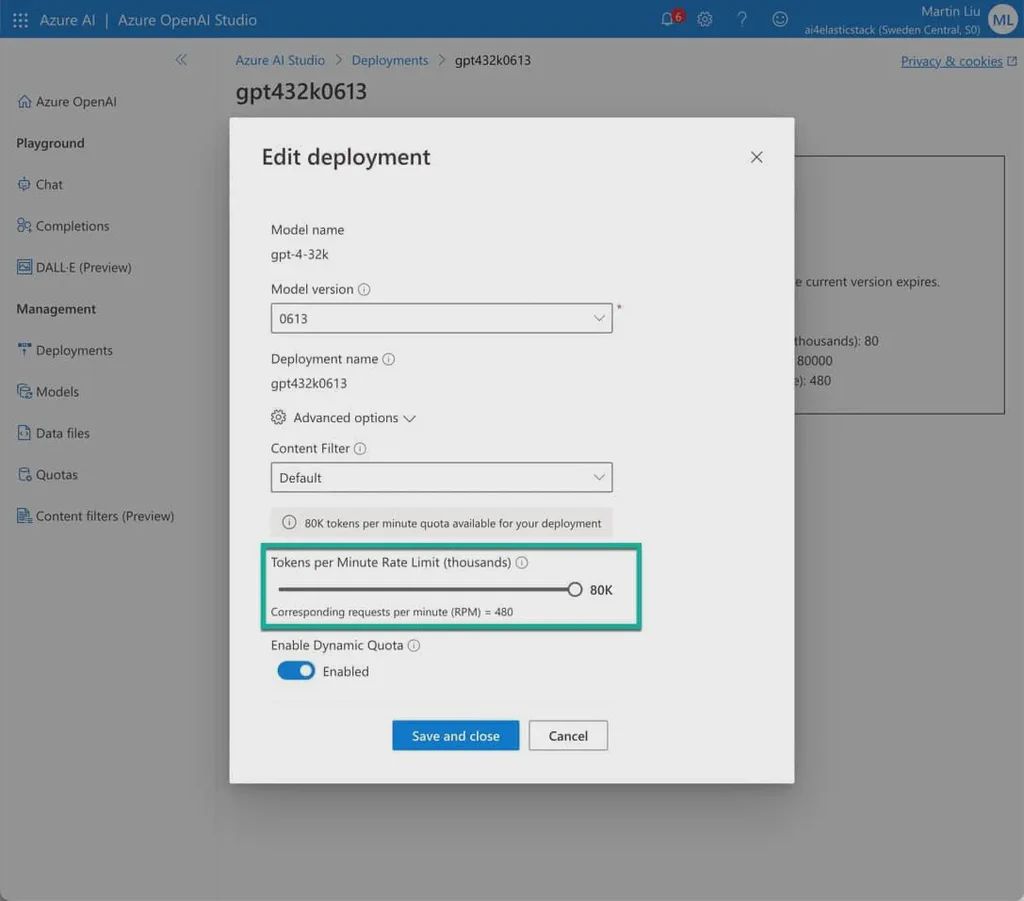 Azure AI | Azure OpenAI Studio
6
Martin Liu
ai4elasticstack (Sweden Central, S0)
ML
Azure AI Studio > Deployments > gpt432k0613
Privacy & cookies
gpt432k0613
Azure OpenAI
Playground
Chat
Completions
DALL·E (Preview)
Management
Deployments
Models
Data files
Quotas
Content filters (Preview)
Edit deployment
Model name
gpt-4-32k
Model version
0613
*
Deployment name
gpt432k0613
Advanced options
Content Filter
Default
80K tokens per minute quota available for your deployment
Tokens per Minute Rate Limit (thousands)
80K
Corresponding requests per minute (RPM) = 480
Enable Dynamic Quota
Enabled
Save and close
Cancel
e current version expires.
thousands): 80
80000
e): 480